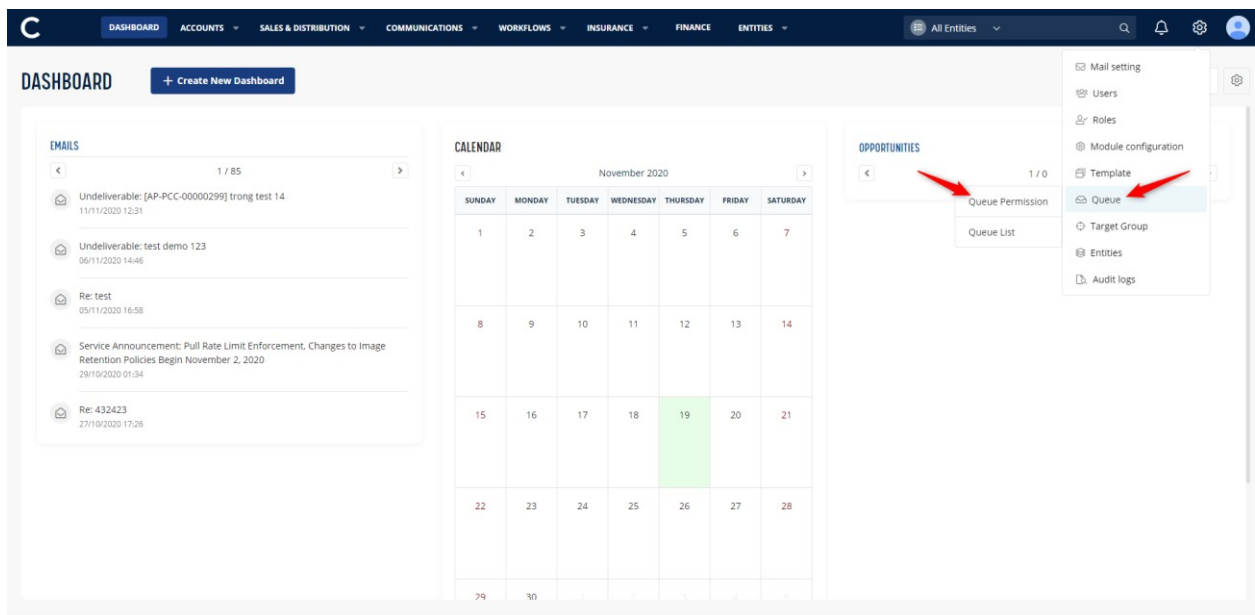 C
DASHBOARD ACCOUNTS SALES & DISTRIBUTION COMMUNICATIONS WORKFLOWS INSURANCE FINANCE ENTITIES All Entities
DASHBOARD
+ Create New Dashboard
Mail setting
Users
Roles
Module configuration
Template
Queue
Target Group
Entities
Audit logs
Queue Permission
Queue List
EMAILS
< 1 / 85 >
Undeliverable: [AP-PCC-00000299] trong test 14
11/11/2020 12:31
Undeliverable: test demo 123
06/11/2020 14:46
Re: test
05/11/2020 16:58
Service Announcement: Pull Rate Limit Enforcement, Changes to Image
Retention Policies Begin November 2, 2020
29/10/2020 01:34
Re: 432423
27/10/2020 17:26
CALENDAR
< November 2020 >
SUNDAY MONDAY TUESDAY WEDNESDAY THURSDAY FRIDAY SATURDAY
1 2 3 4 5 6 7
8 9 10 11 12 13 14
15 16 17 18 19 20 21
22 23 24 25 26 27 28
29 30 1 2 3 4 5
OPPORTUNITIES
< 1 / 0